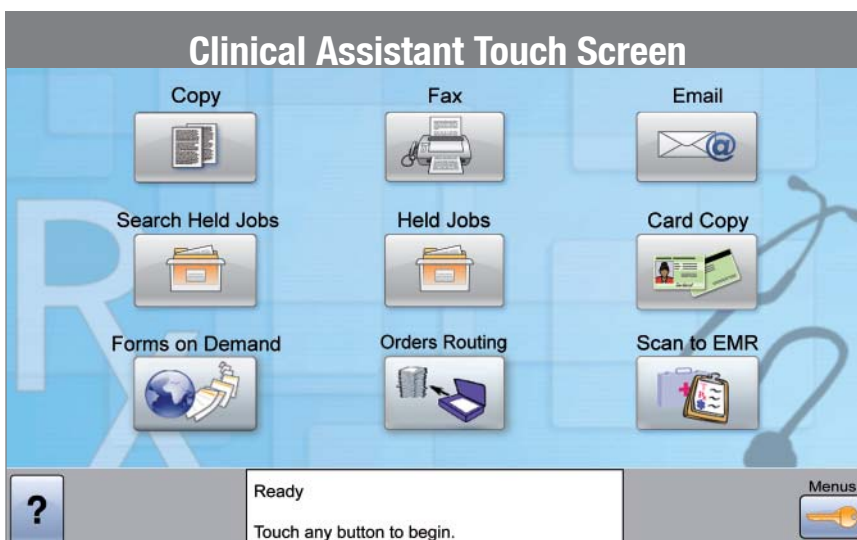 Clinical Assistant Touch Screen
Copy Fax Email
Search Held Jobs Held Jobs Card Copy
Forms on Demand Orders Routing Scan to EMR
Rx
?
Ready
Touch any button to begin.
Menus